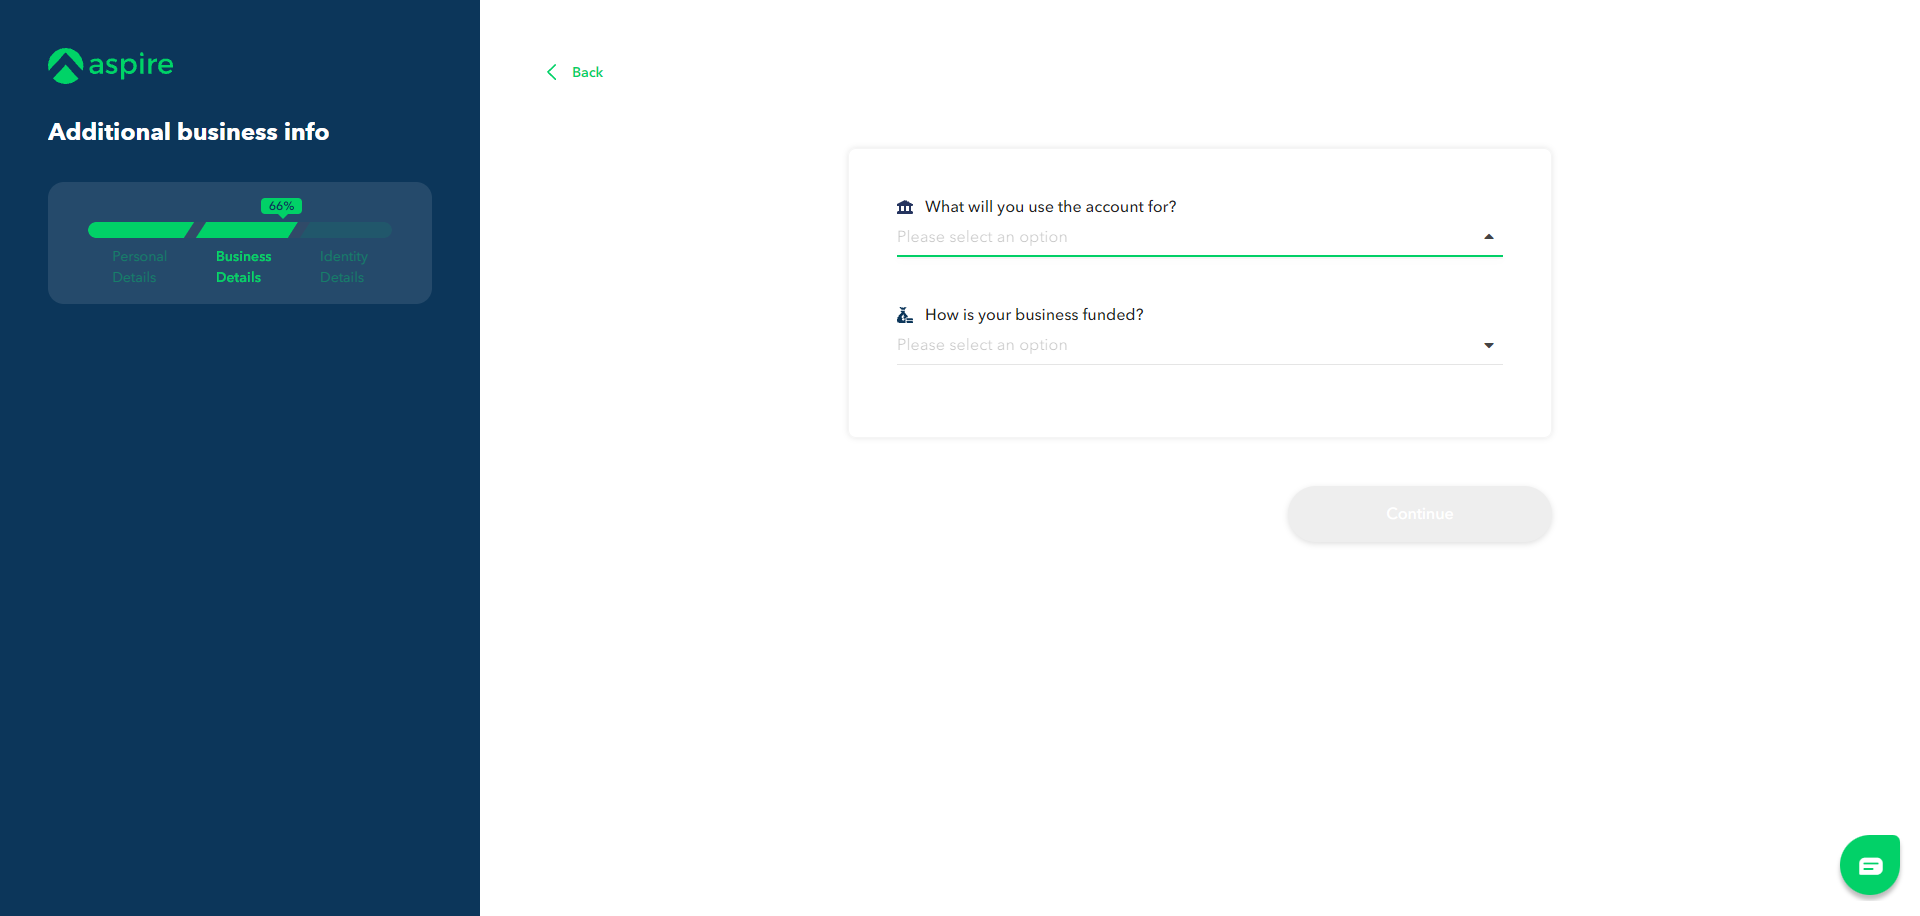 aspire
Additional business info
66%
Personal Details
Business Details
Identity Details
Back
What will you use the account for?
Please select an option
How is your business funded?
Please select an option
Continue